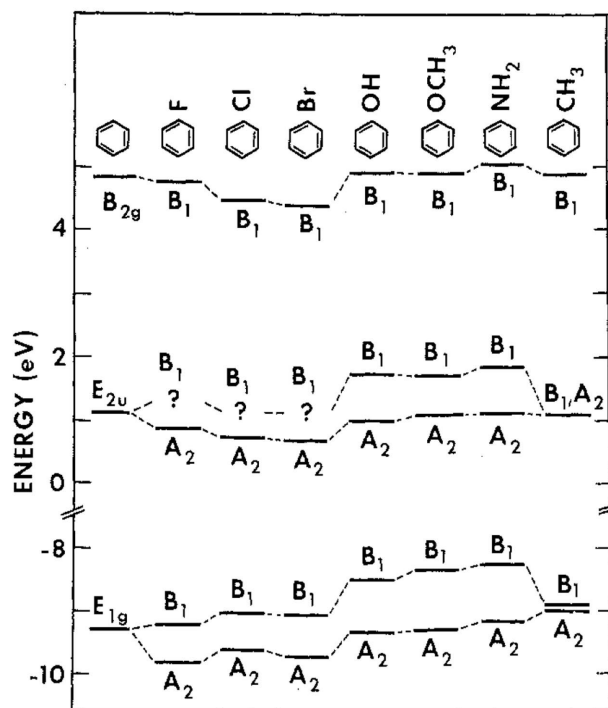 F Cl Br OH OCH₃ NH₂ CH₃
B₂g B₁ B₁ B₁ B₁ B₁ B₁ B₁
4
B₁ B₁ B₁
2
B₁ B₁ B₁
E₂u ? ? ? B₁/A₂
A₂ A₂ A₂ A₂ A₂ A₂
0
ENERGY (eV)
-8
B₁ B₁ B₁
E₁g B₁ B₁ B₁ B₁
A₂ A₂ A₂ A₂ A₂ A₂ A₂
-10